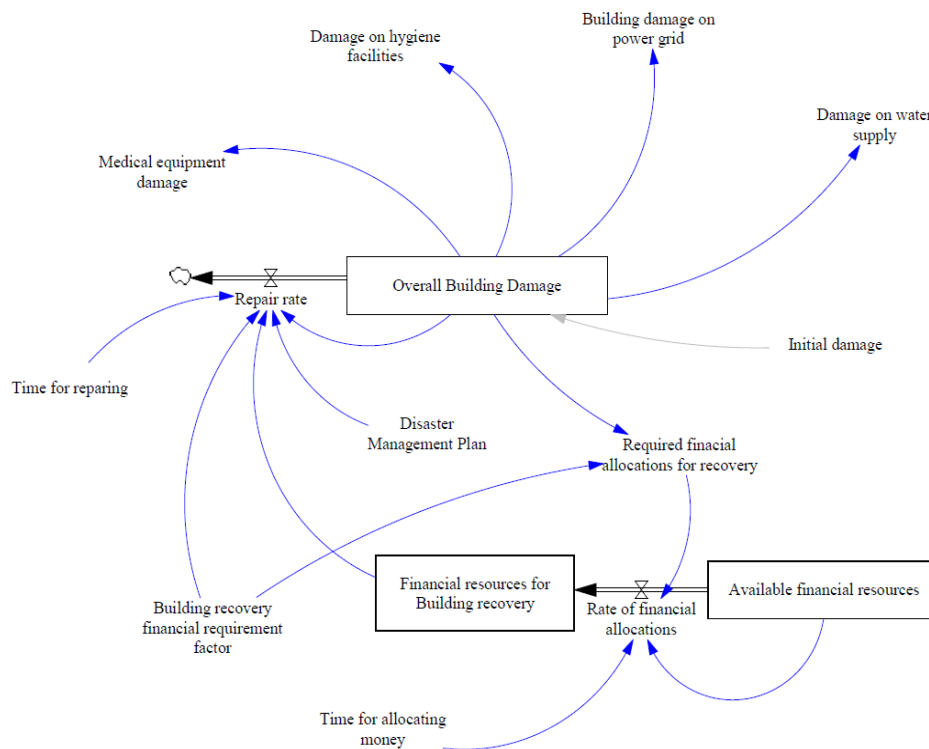 Building damage on
power grid
Damage on hygiene
facilities
Damage on water
supply
Medical equipment
damage
Overall Building Damage
Repair rate
Initial damage
Time for reparing
Disaster
Management Plan
Required finacial
allocations for recovery
Financial resources for
Building recovery
Available financial resources
Building recovery
financial requirement
factor
Rate of financial
allocations
Time for allocating
money